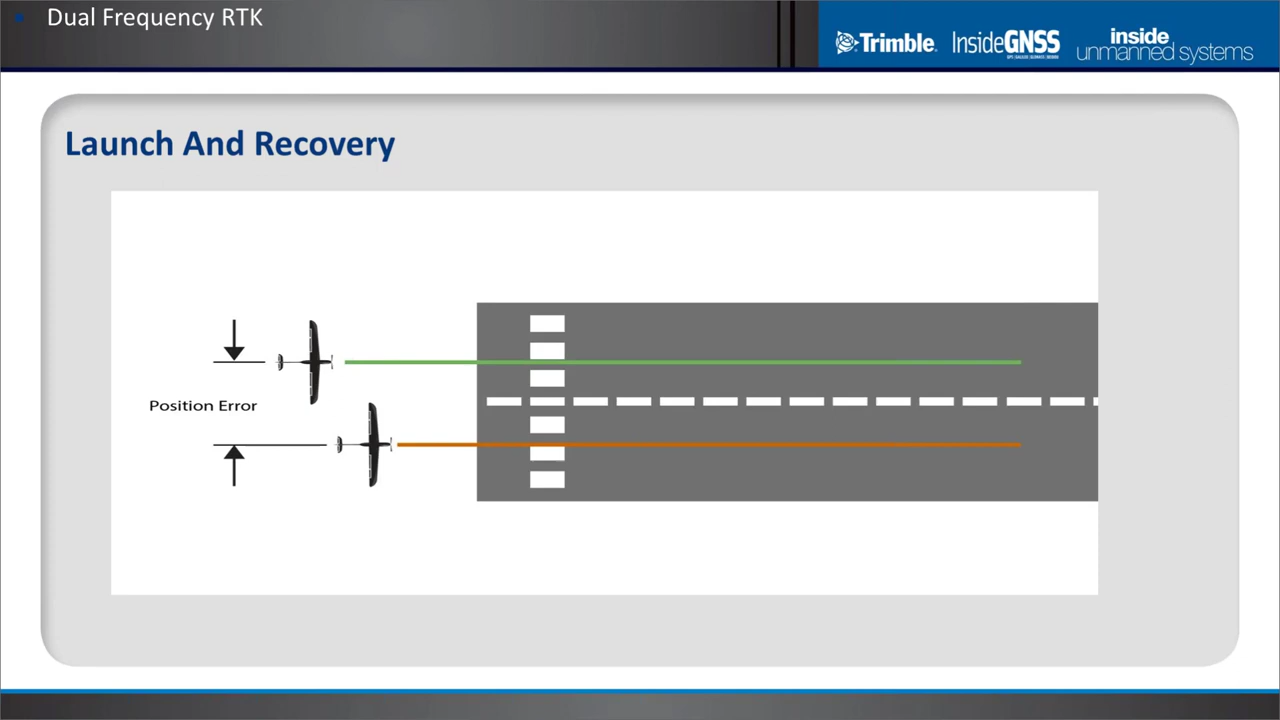 Dual Frequency RTK
Trimble
InsideGNSS
inside
unmanned systems
Launch And Recovery
Position Error